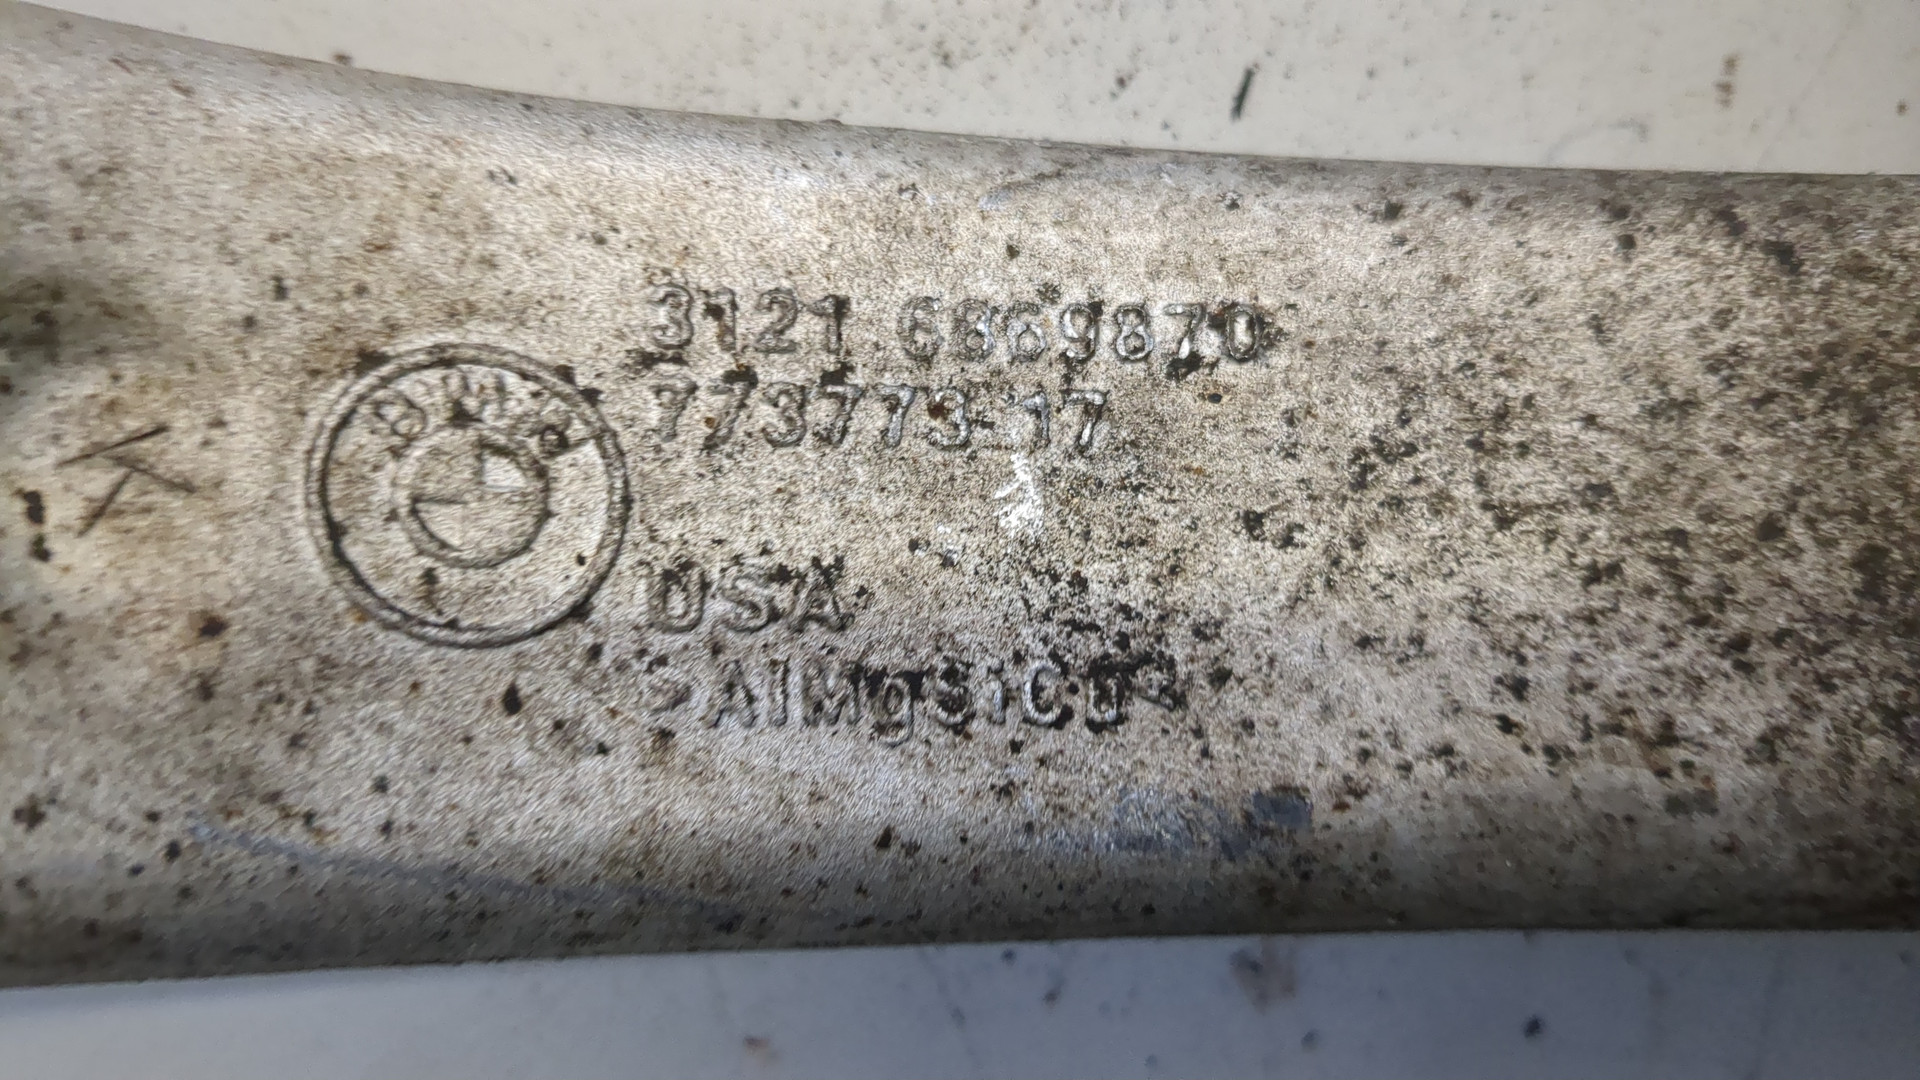 BMW
3121 6869870
773773 17
USA
>AlMgSiCu<